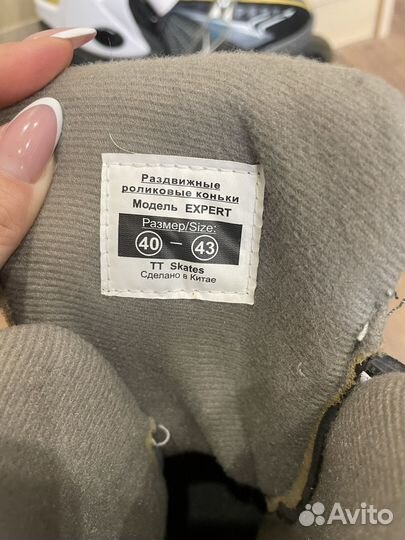 Раздвижные
роликовые коньки
Модель EXPERT
Размер/Size:
40 – 43
TT Skates
Сделано в Китае
Avito